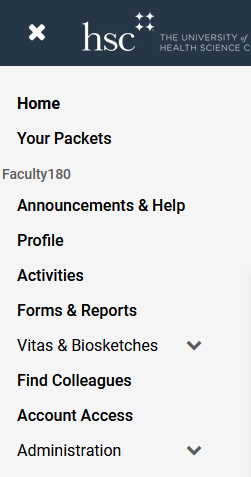 hsc
THE UNIVERSITY of
HEALTH SCIENCE C
Home
Your Packets
Faculty180
Announcements & Help
Profile
Activities
Forms & Reports
Vitas & Biosketches
Find Colleagues
Account Access
Administration